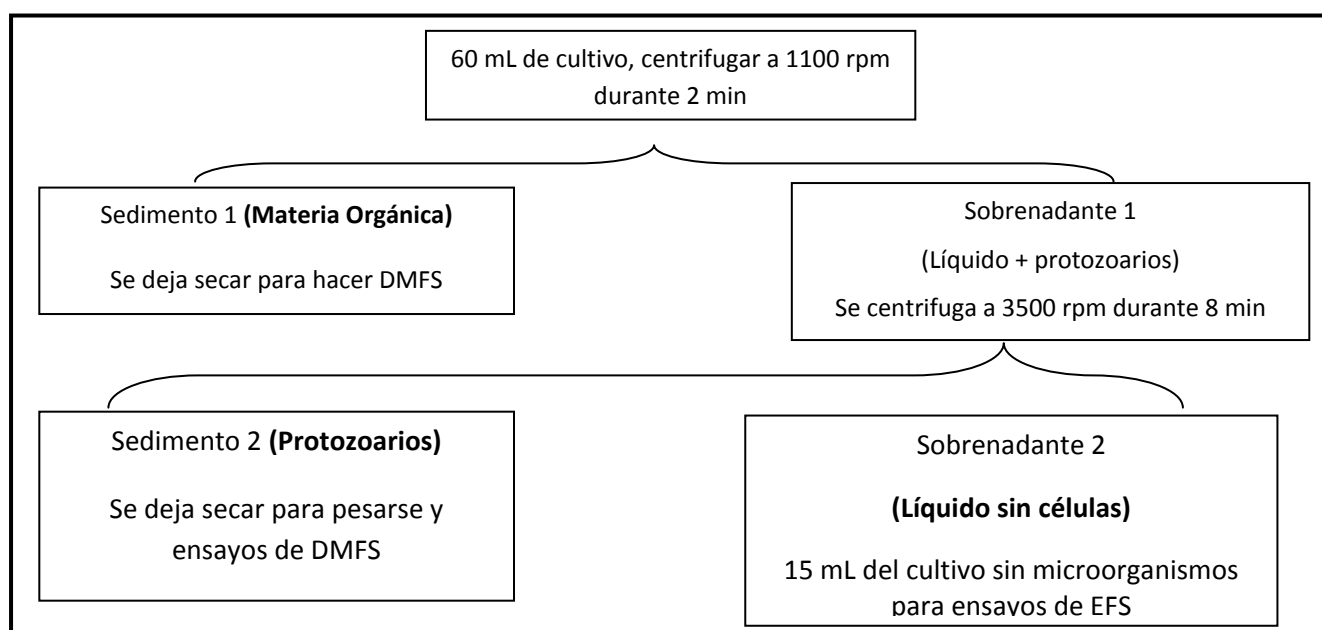 60 mL de cultivo, centrifugar a 1100 rpm
durante 2 min
Sedimento 1 (Materia Orgánica)
Se deja secar para hacer DMFS
Sobrenadante 1
(Líquido + protozoarios)
Se centrifuga a 3500 rpm durante 8 min
Sedimento 2 (Protozoarios)
Se deja secar para pesarse y
ensayos de DMFS
Sobrenadante 2
(Líquido sin células)
15 mL del cultivo sin microorganismos
para ensayos de EFS